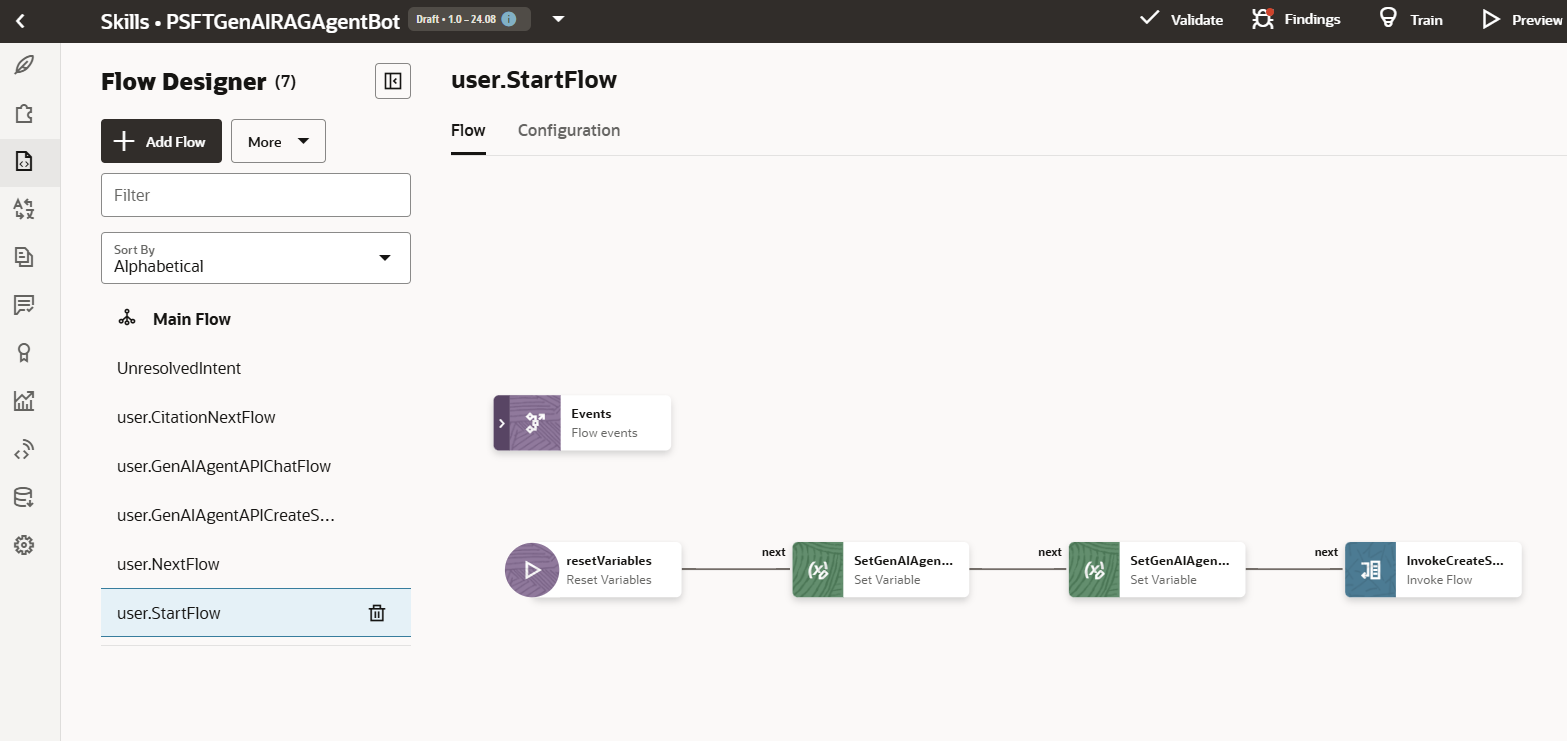 Skills • PSFTGenAIRAGAgentBot
Draft • 1.0 – 24.08
Validate
Findings
Train
Preview
Flow Designer (7)
Add Flow
More
Filter
Sort By
Alphabetical
Main Flow
UnresolvedIntent
user.CitationNextFlow
user.GenAIAgentAPIChatFlow
user.GenAIAgentAPICreateS...
user.NextFlow
user.StartFlow
user.StartFlow
Flow
Configuration
Events
Flow events
resetVariables
Reset Variables
next
SetGenAIAgen...
Set Variable
next
SetGenAIAgen...
Set Variable
next
InvokeCreateS...
Invoke Flow